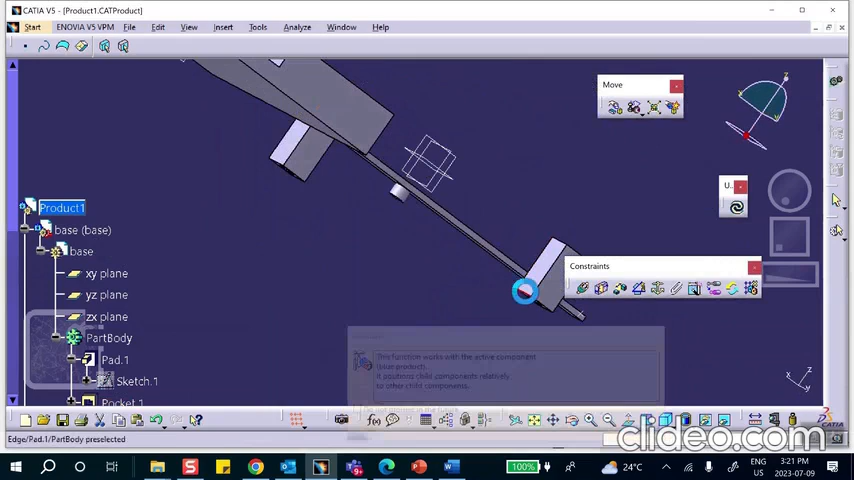 CATIA V5 - [Product1.CATProduct]
Start ENOVIA V5 VPM File Edit View Insert Tools Analyze Window Help
Move
U..
Product1
base (base)
base
Constraints
xy plane
yz plane
zx plane
PartBody
Pad.1
This function works with the active component
(blue product).
It positions child components relatively
to other child components.
Sketch.1
Pocket.1
Edge/Pad.1/PartBody preselected
clideo.com
100%
24°C
ENG
US
3:21 PM
2023-07-09